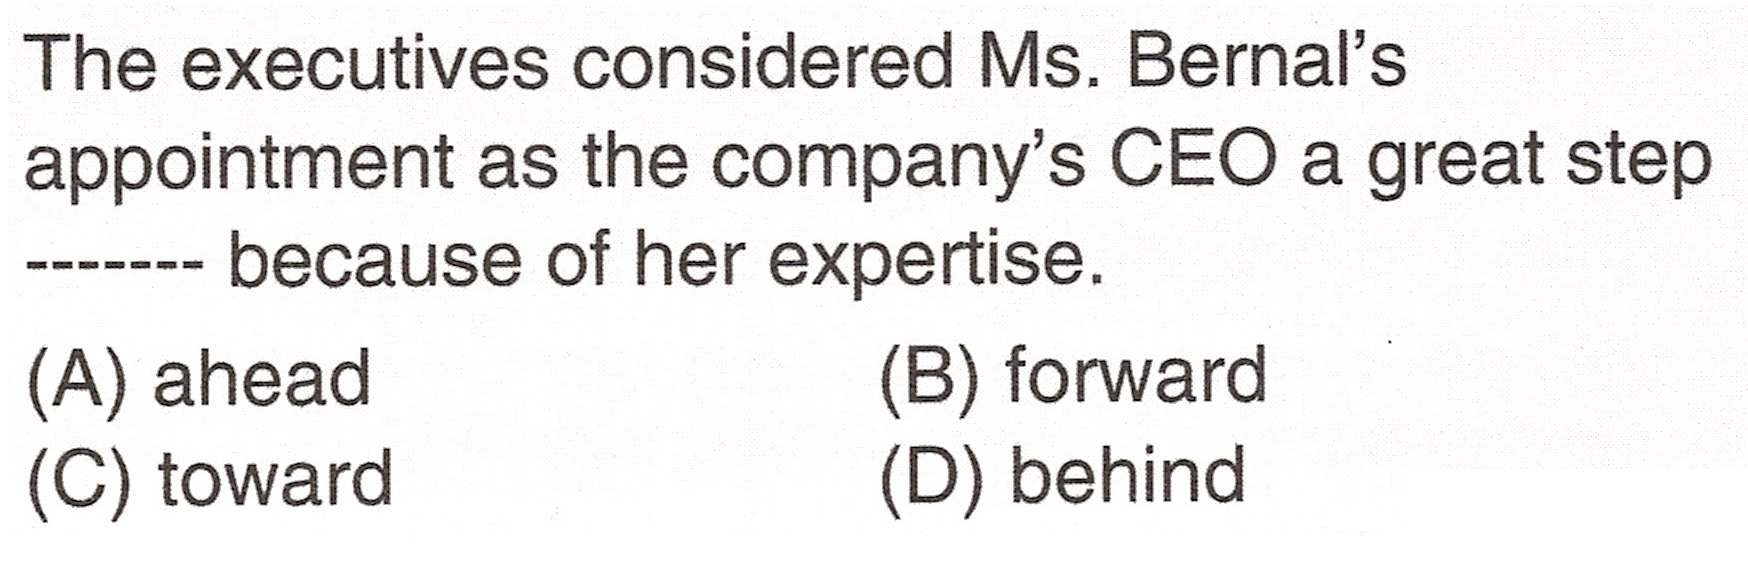 The executives considered Ms. Bernal's
appointment as the company's CEO a great step
------- because of her expertise.
(A) ahead (B) forward
(C) toward (D) behind